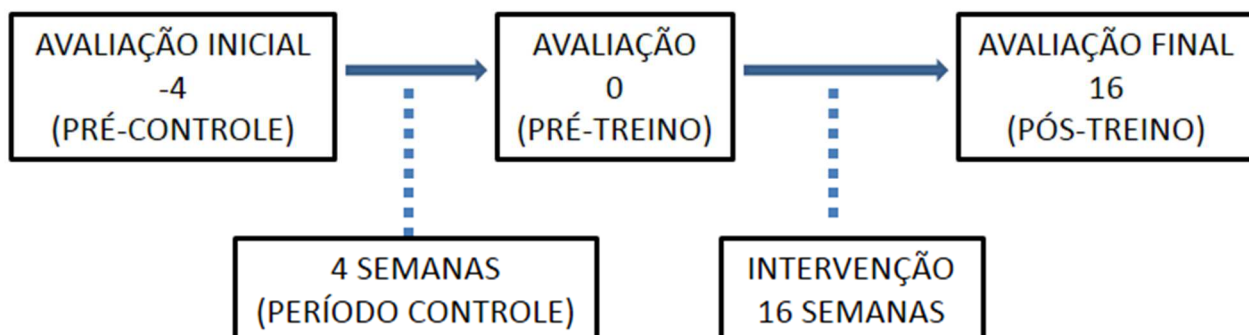 AVALIAÇÃO INICIAL
-4
(PRÉ-CONTROLE)
AVALIAÇÃO
0
(PRÉ-TREINO)
AVALIAÇÃO FINAL
16
(PÓS-TREINO)
4 SEMANAS
(PERÍODO CONTROLE)
INTERVENÇÃO
16 SEMANAS